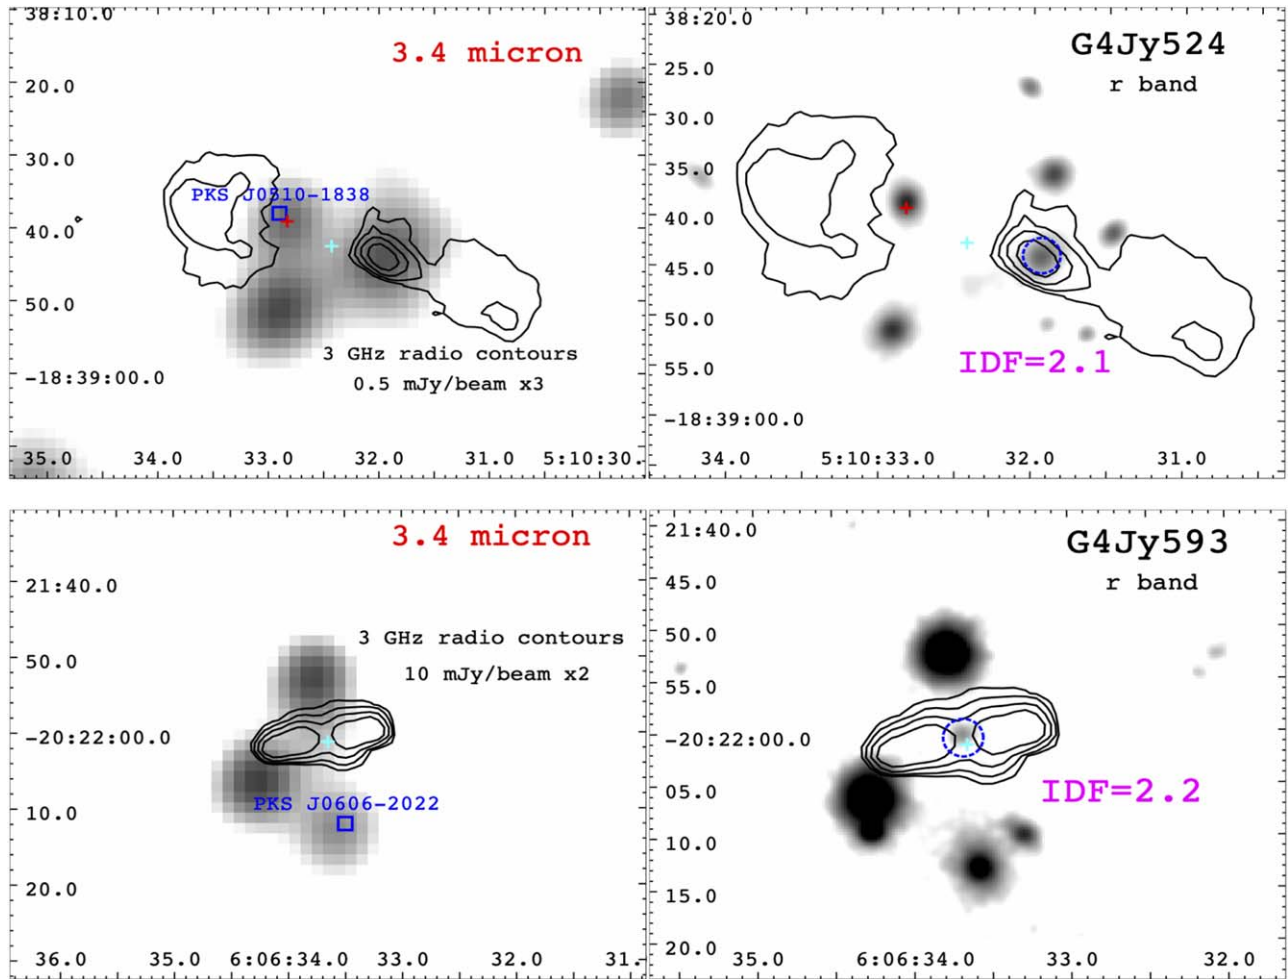 38:10.0
3.4 micron
20.0
30.0
PKS J0510-1838
40.0
50.0
3 GHz radio contours
0.5 mJy/beam x3
-18:39:00.0
35.0 34.0 33.0 32.0 31.0 5:10:30.
38:20.0
G4Jy524
r band
25.0
30.0
35.0
40.0
45.0
50.0
IDF=2.1
55.0
-18:39:00.0
34.0 5:10:33.0 32.0 31.0
3.4 micron
21:40.0
3 GHz radio contours
10 mJy/beam x2
50.0
-20:22:00.0
PKS J0606-2022
10.0
20.0
36.0 35.0 6:06:34.0 33.0 32.0 31.
21:40.0
G4Jy593
r band
45.0
50.0
55.0
-20:22:00.0
IDF=2.2
05.0
10.0
15.0
20.0
35.0 6:06:34.0 33.0 32.0